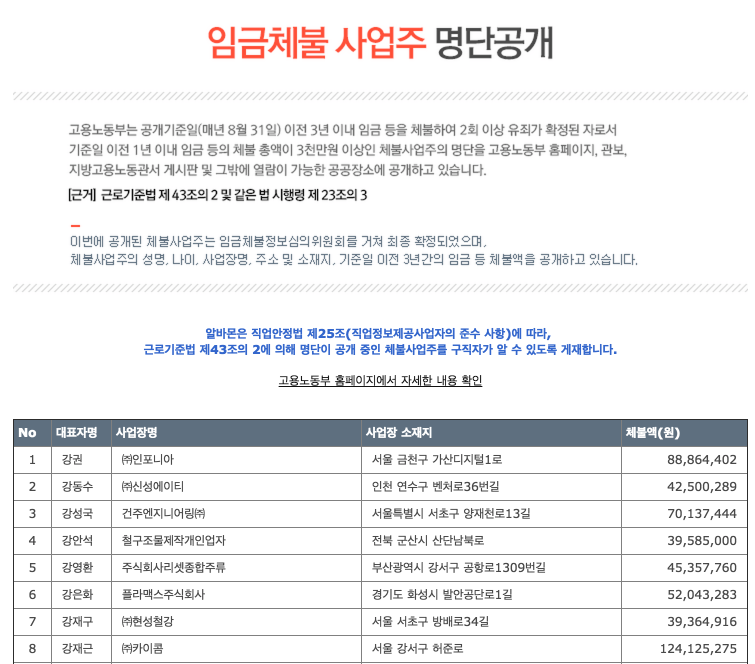 임금체불 사업주 명단공개
고용노동부는 공개기준일(매년 8월 31일) 이전 3년 이내 임금 등을 체불하여 2회 이상 유죄가 확정된 자로서
기준일 이전 1년 이내 임금 등의 체불 총액이 3천만원 이상인 체불사업주의 명단을 고용노동부 홈페이지, 관보,
지방고용노동관서 게시판 및 그밖에 열람이 가능한 공공장소에 공개하고 있습니다.
[근거] 근로기준법 제 43조의 2 및 같은 법 시행령 제 23조의 3
이번에 공개된 체불사업주는 임금체불정보심의위원회를 거쳐 최종 확정되었으며,
체불사업주의 성명, 나이, 사업장명, 주소 및 소재지, 기준일 이전 3년간의 임금 등 체불액을 공개하고 있습니다.
알바몬은 직업안정법 제25조(직업정보제공사업자의 준수 사항)에 따라,
근로기준법 제43조의 2에 의해 명단이 공개 중인 체불사업주를 구직자가 알 수 있도록 게재합니다.
고용노동부 홈페이지에서 자세한 내용 확인
No 대표자명 사업장명 사업장 소재지 체불액(원)
1 강권 ㈜인포니아 서울 금천구 가산디지털1로 88,864,402
2 강동수 ㈜신성에이티 인천 연수구 벤처로36번길 42,500,289
3 강성국 건주엔지니어링㈜ 서울특별시 서초구 양재천로13길 70,137,444
4 강안석 철구조물제작개인업자 전북 군산시 산단남북로 39,585,000
5 강영환 주식회사리셋종합주류 부산광역시 강서구 공항로1309번길 45,357,760
6 강은화 플라맥스주식회사 경기도 화성시 발안공단로1길 52,043,283
7 강재구 ㈜현성철강 서울 서초구 방배로34길 39,364,916
8 강재근 ㈜카이콤 서울 강서구 허준로 124,125,275